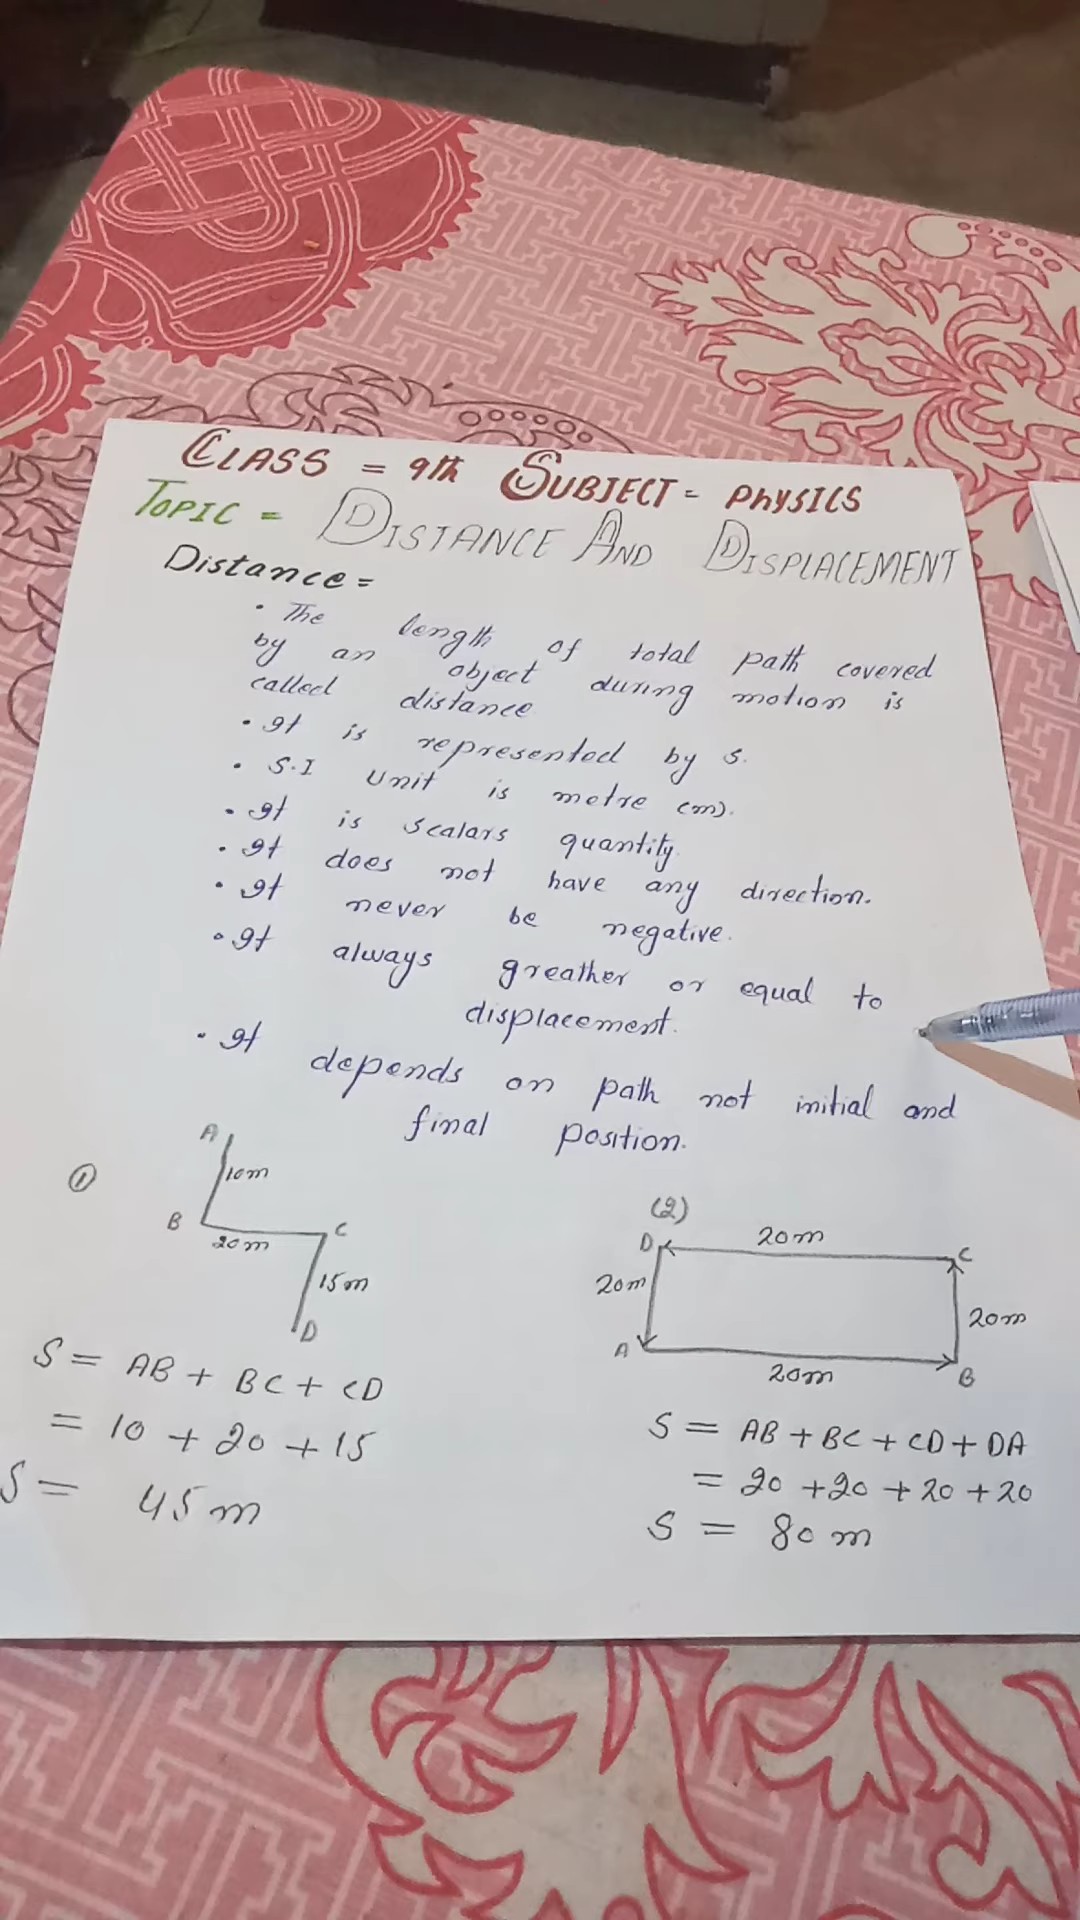 CLASS = 9th SUBJECT = PHYSICS
TOPIC = DISTANCE AND DISPLACEMENT
Distance =
• The length of total path covered
by an object during motion is
called distance
• It is represented by s.
• S.I Unit is metre (m).
• It is scalars quantity.
• It does not have any direction.
• It never be negative.
• It always greather or equal to
displacement.
• It depends on path not initial and
final position.
①
A
10m
B
20m
C
15m
D
S = AB + BC + CD
= 10 + 20 + 15
S = 45 m
(2)
D
20m
C
20m
20m
A
20m
B
S = AB + BC + CD + DA
= 20 + 20 + 20 + 20
S = 80 m